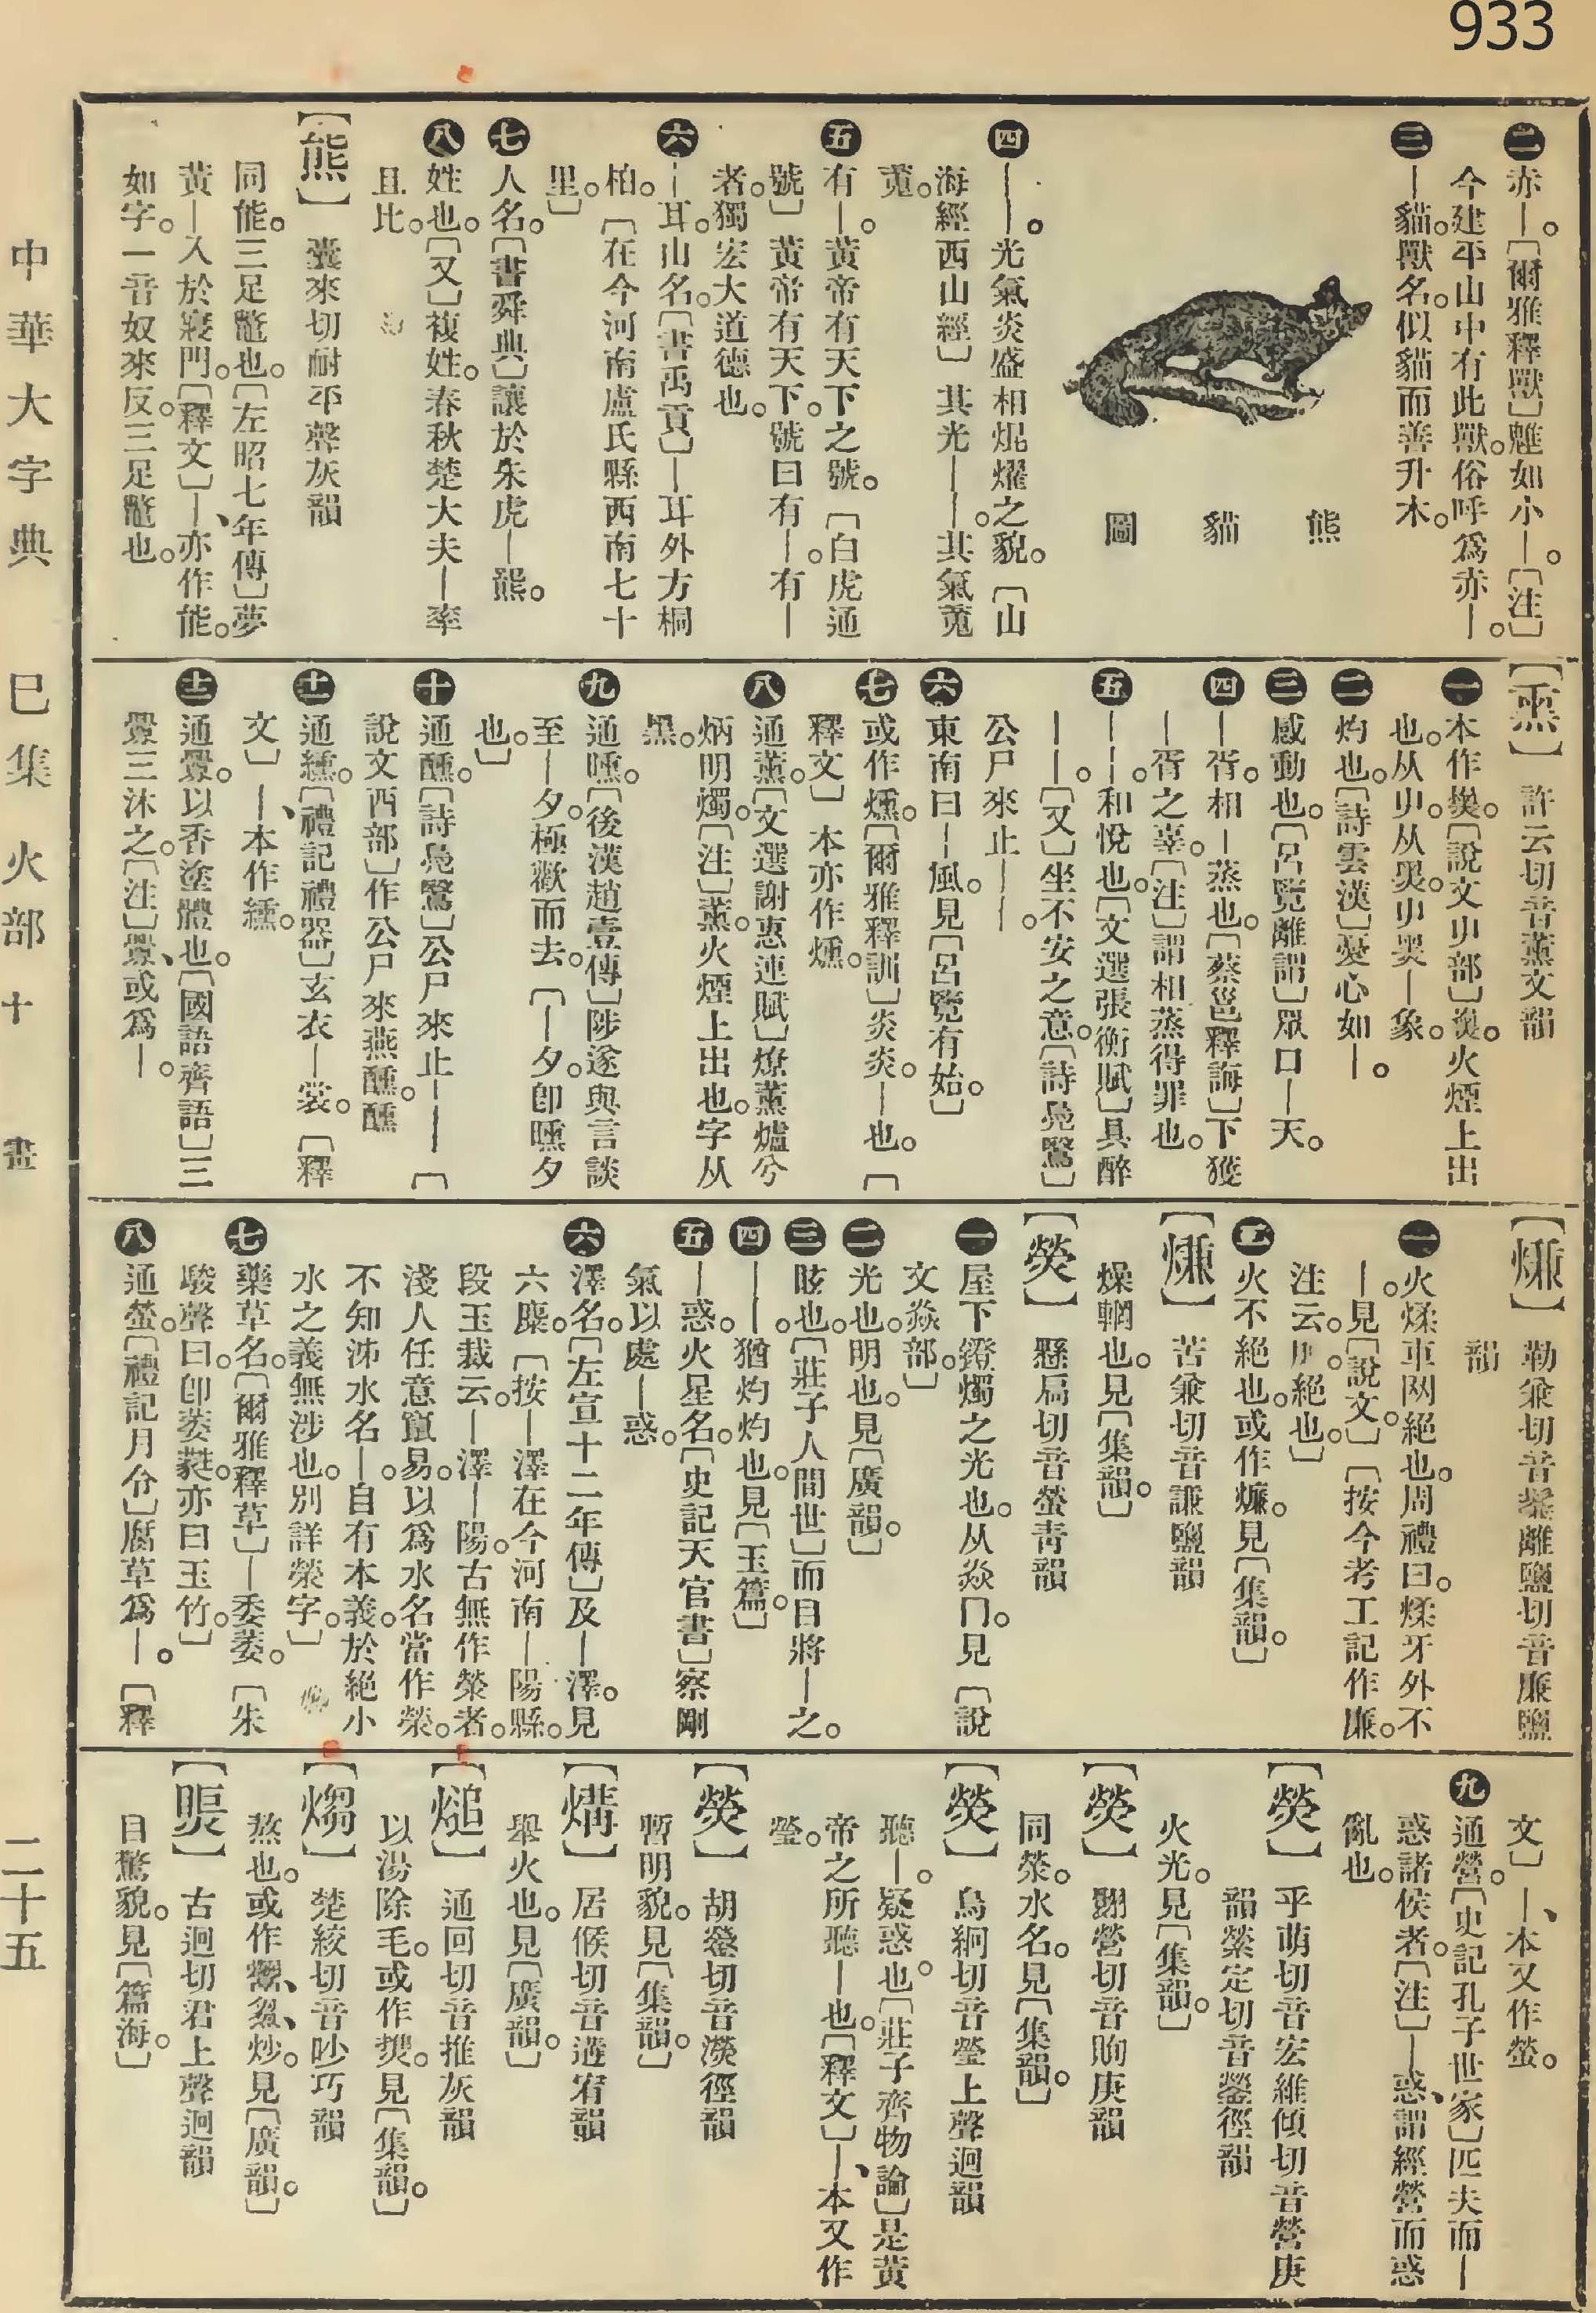 933
中華大字典 巳集 火部 十畫 二十五
㊁赤—。〔爾雅釋獸〕魋如小—。〔注〕
今建平山中有此獸。俗呼爲赤—。
㊂—貓。獸名。似貓而善升木。
熊貓圖
㊃——。光氣炎盛相焜燿之貌。〔山
海經西山經〕其光——。其氣䰟
䰟。
㊄有—。黃帝有天下之號。〔白虎通
號〕黃帝有天下。號曰有—。有—
者。獨宏大道德也。
㊅—耳。山名。〔書禹貢〕—耳外方桐
柏。〔在今河南盧氏縣西南七十
里。〕
㊆人名。〔書舜典〕讓於朱虎—羆。
㊇姓也。〔又〕複姓。春秋楚大夫—率
且比。
【熊】囊來切耐平聲灰韻
同能。三足鼈也。〔左昭七年傳〕夢
黃—入於寢門。〔釋文〕—、亦作能。
如字。一音奴來反。三足鼈也。
【熏】許云切音薰文韻
㊀本作𤎅。〔說文屮部〕火煙上出
也。从屮。从黑。屮黑—象。
㊁灼也。〔詩雲漢〕憂心如—。
㊂感動也。〔呂覽離謂〕眾口—天。
㊃—胥。相—蒸也。〔蔡邕釋誨〕下獲
—胥之辜。〔注〕謂相蒸得罪也。
㊄——。和悅也。〔文選張衡賦〕具醉
——。〔又〕坐不安之意。〔詩鳧鷖〕
公尸來止——。
㊅東南曰—風。見〔呂覽有始。〕
㊆或作燻。〔爾雅釋訓〕炎炎。—也。〔
釋文〕本亦作燻。
㊇通薰。〔文選謝惠連賦〕燎薰爐兮
炳明燭。〔注〕薰。火煙上出也。字从
黑。
㊈通曛。〔後漢趙壹傳〕陟遂與言談
至—夕。極歡而去。〔—夕。卽曛夕
也。〕
㊉通醺。〔詩鳧鷖〕公尸來止——〔
說文酉部〕作公尸來燕醺醺。
⑪通纁。〔禮記禮器〕玄衣—裳。〔釋
文〕—、本作纁。
⑫通釁。以香塗體也。〔國語齊語〕三
釁三沐之。〔注〕釁、或爲—。
【熑】勒兼切音鬑離鹽切音廉鹽
韻
㊀火煣車网絕也。周禮曰。煣牙外不
—。見〔說文。〕〔按今考工記作廉。
注云。廉。絕也。〕
㊁火不絕也。或作燫。見〔集韻。〕
【熑】苦兼切音謙鹽韻
燥輞也。見〔集韻。〕
【熒】懸扃切音螢靑韻
㊀屋下鐙燭之光也。从焱冂。見〔說
文焱部。〕
㊁光也。明也。見〔廣韻。〕
㊂眩也。〔莊子人間世〕而目將—之。
㊃——。猶灼灼也。見〔玉篇。〕
㊄—惑。火星名。〔史記天官書〕察剛
氣以處—惑。
㊅澤名。〔左宣十二年傳〕及—澤。見
六麋。〔按—澤在今河南—陽縣。
段玉裁云。—澤—陽。古無作滎者。
淺人任意竄易。以爲水名當作滎。
不知泲水名—。自有本義。於絕小
水之義無涉也。別詳滎字。〕
㊆藥草名。〔爾雅釋草〕—委萎。〔朱
駿聲曰。卽萎蕤。亦曰玉竹。〕
㊇通螢。〔禮記月令〕腐草爲—。〔釋
文〕—、本又作螢。
㊈通營。〔史記孔子世家〕匹夫而—
惑諸侯者。〔注〕—惑、謂經營而惑
亂也。
【熒】乎萌切音宏維傾切音營庚
韻縈定切音鎣徑韻
火光。見〔集韻。〕
【熒】翾營切音眴庚韻
同滎。水名。見〔集韻。〕
【熒】烏絅切音瑩上聲迥韻
聽—。疑惑也。〔莊子齊物論〕是黃
帝之所聽—也。〔釋文〕—、本又作
瑩。
【熒】胡鎣切音濙徑韻
暫明貌。見〔集韻。〕
【㷶】居候切音遘宥韻
舉火也。見〔廣韻。〕
【熥】通回切音推灰韻
以湯除毛。或作㷟。見〔集韻。〕
【煼】楚絞切音吵巧韻
熬也。或作炒。見〔廣韻。〕
古迥切君上聲迥韻
目驚貌。見〔篇海。〕